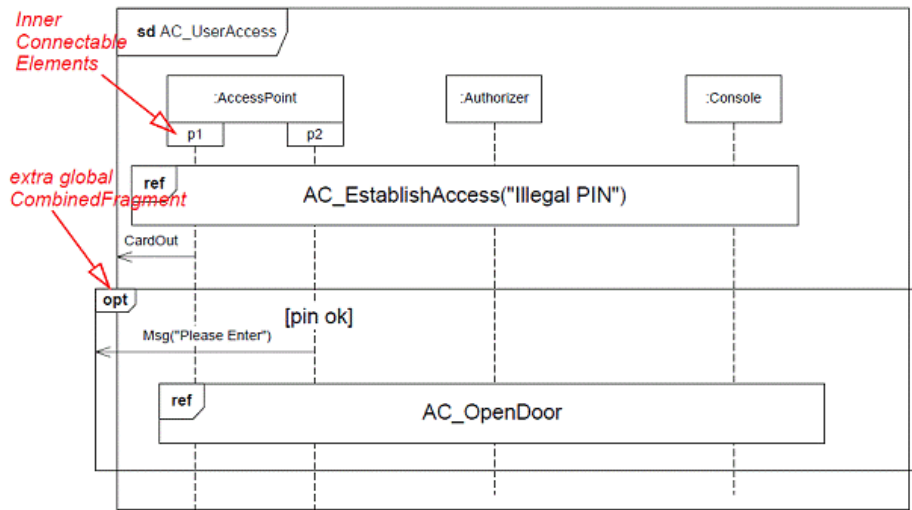 Inner
Connectable
Elements
sd AC_UserAccess
:AccessPoint
:Authorizer
:Console
p1
p2
extra global
CombinedFragment
ref
AC_EstablishAccess("Illegal PIN")
CardOut
opt
[pin ok]
Msg("Please Enter")
ref
AC_OpenDoor